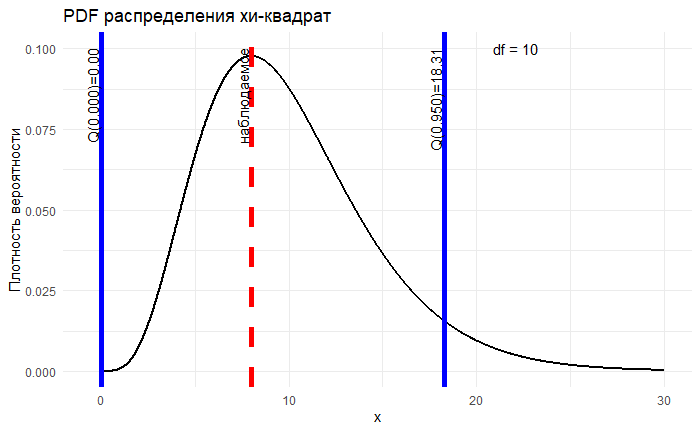 PDF распределения хи-квадрат
df = 10
Q(0.000)=0.00
наблюдаемое
Q(0.950)=18.31
Плотность вероятности
0.100
0.075
0.050
0.025
0.000
0
10
20
30
x